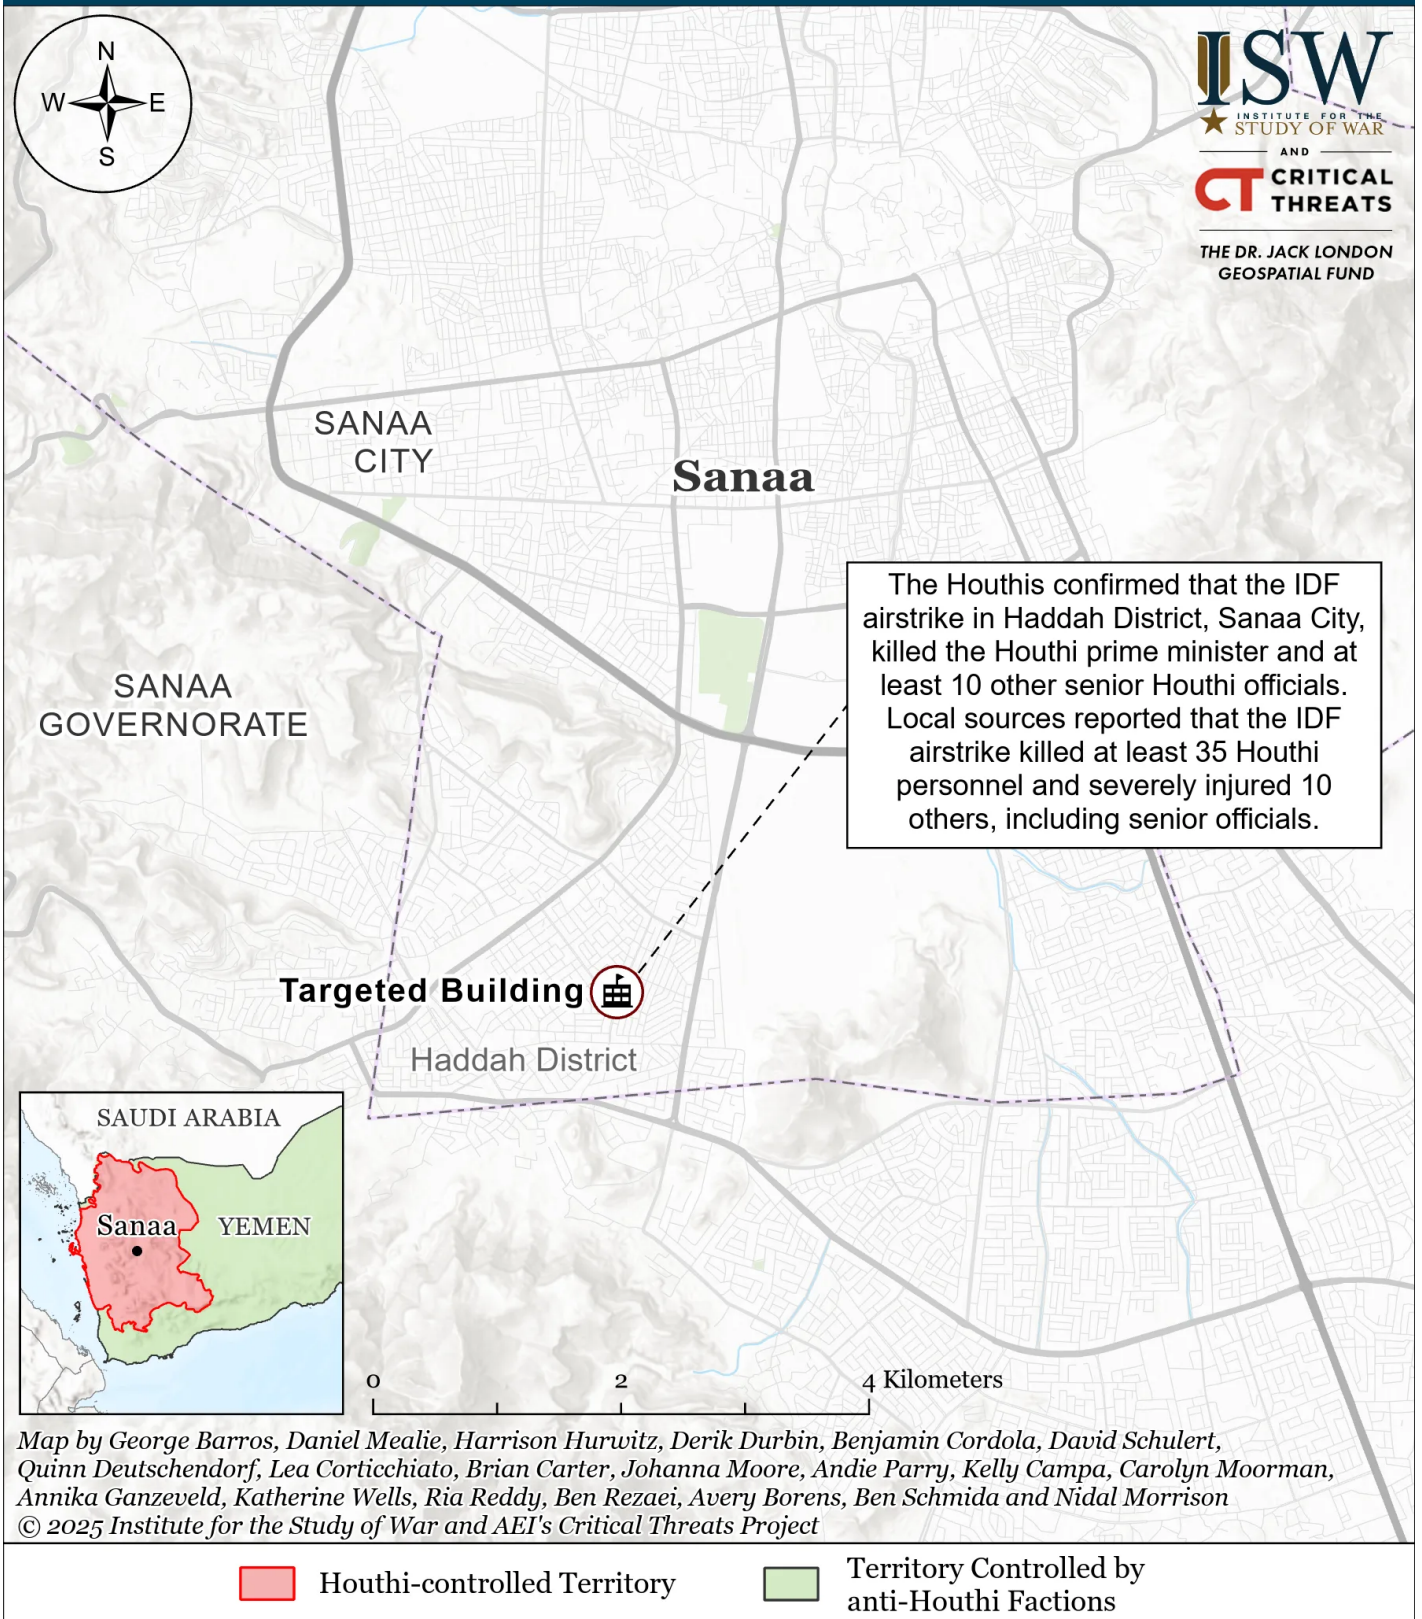 N
W E
S
ISW
INSTITUTE FOR THE
STUDY OF WAR
AND
CT CRITICAL
THREATS
THE DR. JACK LONDON
GEOSPATIAL FUND
SANAA
CITY
Sanaa
The Houthis confirmed that the IDF
airstrike in Haddah District, Sanaa City,
killed the Houthi prime minister and at
least 10 other senior Houthi officials.
Local sources reported that the IDF
airstrike killed at least 35 Houthi
personnel and severely injured 10
others, including senior officials.
SANAA
GOVERNORATE
Targeted Building
Haddah District
SAUDI ARABIA
Sanaa
YEMEN
0 2 4 Kilometers
Map by George Barros, Daniel Mealie, Harrison Hurwitz, Derik Durbin, Benjamin Cordola, David Schulert,
Quinn Deutschendorf, Lea Corticchiato, Brian Carter, Johanna Moore, Andie Parry, Kelly Campa, Carolyn Moorman,
Annika Ganzeveld, Katherine Wells, Ria Reddy, Ben Rezaei, Avery Borens, Ben Schmida and Nidal Morrison
© 2025 Institute for the Study of War and AEI's Critical Threats Project
Houthi-controlled Territory
Territory Controlled by
anti-Houthi Factions